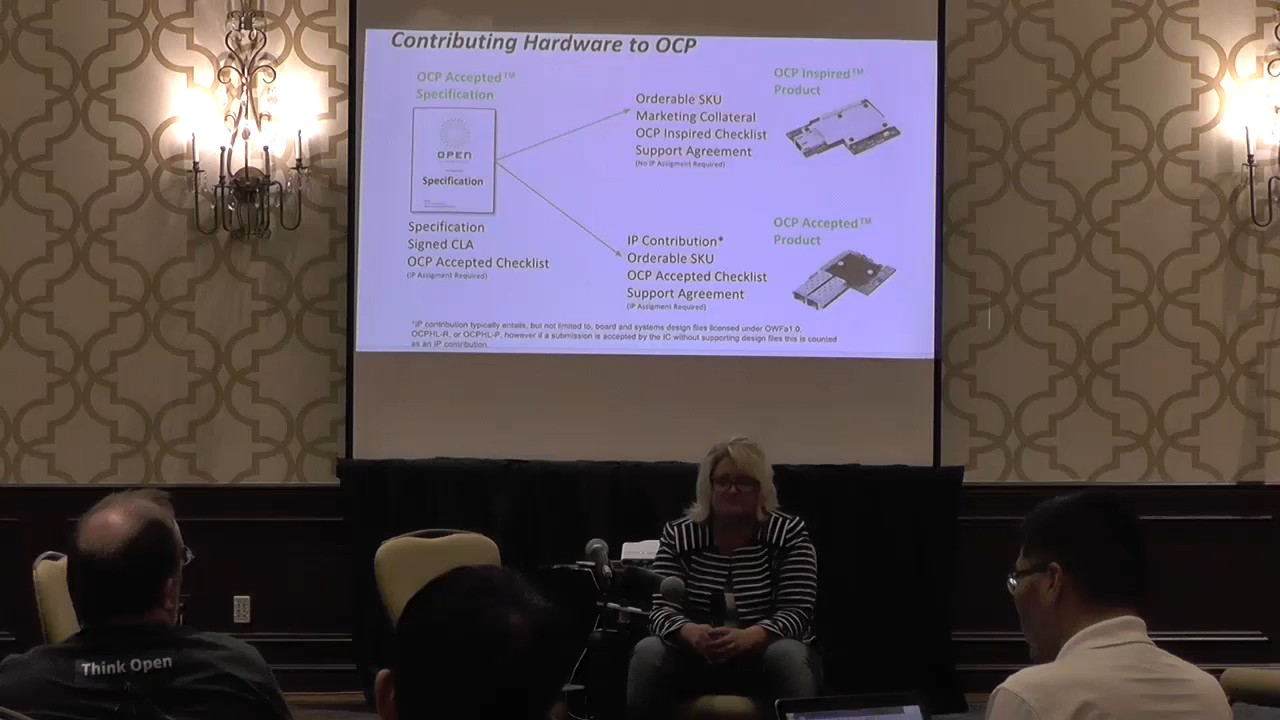 Contributing Hardware to OCP
OCP Accepted™
Specification
OPEN
Specification
Specification
Signed CLA
OCP Accepted Checklist
(IP Assigment Required)
Orderable SKU
Marketing Collateral
OCP Inspired Checklist
Support Agreement
(No IP Assigment Required)
OCP Inspired™
Product
IP Contribution*
Orderable SKU
OCP Accepted Checklist
Support Agreement
(IP Assigment Required)
OCP Accepted™
Product
*IP contribution typically entails, but not limited to, board and systems design files licensed under OWFa1.0,
OCPHL-R, or OCPHL-P, however if a submission is accepted by the IC without supporting design files this is counted
as an IP contribution.
Think Open